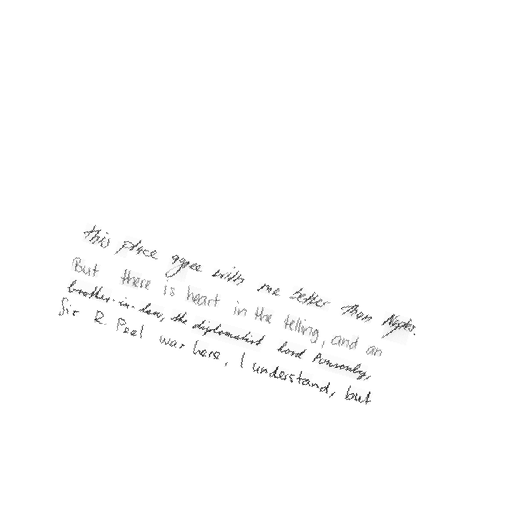 this place agree with me better than Naples.
But there is heart in the telling, and an
brother-in-law, the diplomatist Lord Ponsonby,
Sir R. Peel was here, I understand, but